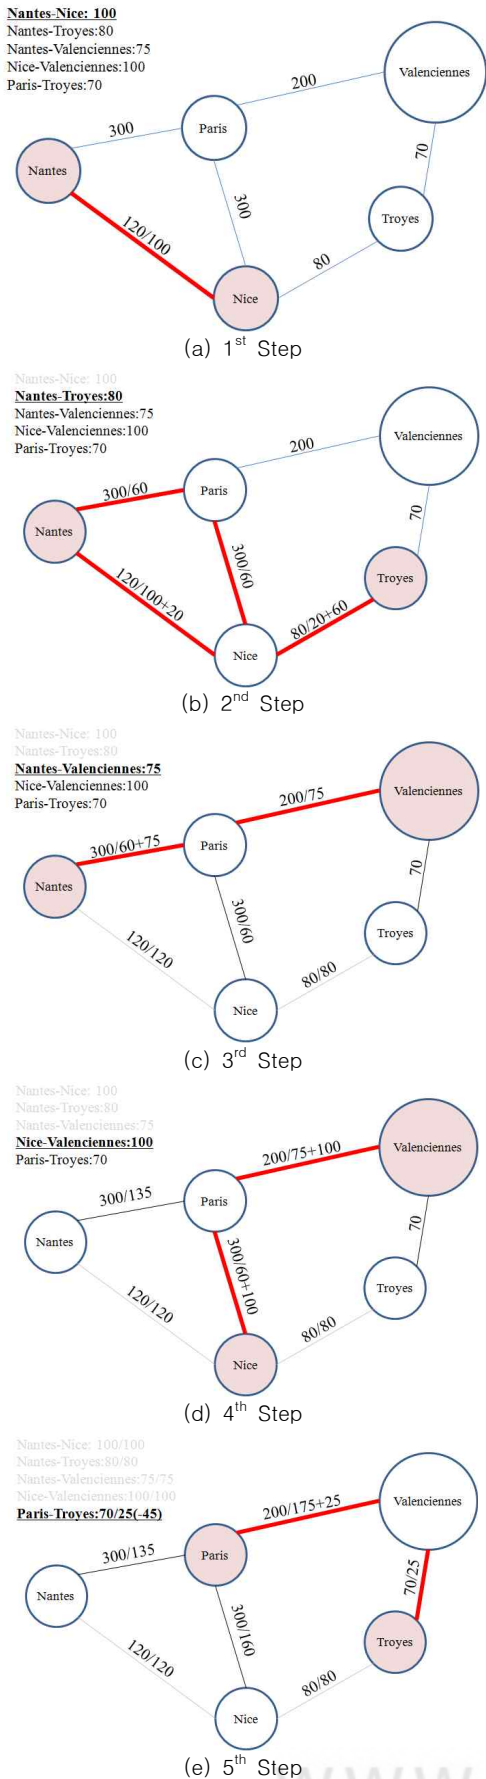 Nantes-Nice: 100
Nantes-Troyes:80
Nantes-Valenciennes:75
Nice-Valenciennes:100
Paris-Troyes:70
Valenciennes
200
Paris
300
Nantes
70
300
Troyes
120/100
80
Nice
(a) 1st Step
Nantes-Nice: 100
Nantes-Troyes:80
Nantes-Valenciennes:75
Nice-Valenciennes:100
Paris-Troyes:70
Valenciennes
200
Paris
300/60
Nantes
70
300/60
Troyes
120/100+20
80/20+60
Nice
(b) 2nd Step
Nantes-Nice: 100
Nantes-Troyes:80
Nantes-Valenciennes:75
Nice-Valenciennes:100
Paris-Troyes:70
Valenciennes
200/75
Paris
300/60+75
Nantes
70
300/60
Troyes
120/120
80/80
Nice
(c) 3rd Step
Nantes-Nice: 100
Nantes-Troyes:80
Nantes-Valenciennes:75
Nice-Valenciennes:100
Paris-Troyes:70
Valenciennes
200/75+100
Paris
300/135
Nantes
70
300/60+100
Troyes
120/120
80/80
Nice
(d) 4th Step
Nantes-Nice: 100/100
Nantes-Troyes:80/80
Nantes-Valenciennes:75/75
Nice-Valenciennes:100/100
Paris-Troyes:70/25(-45)
Valenciennes
200/175+25
Paris
300/135
Nantes
70/25
300/160
Troyes
120/120
80/80
Nice
(e) 5th Step